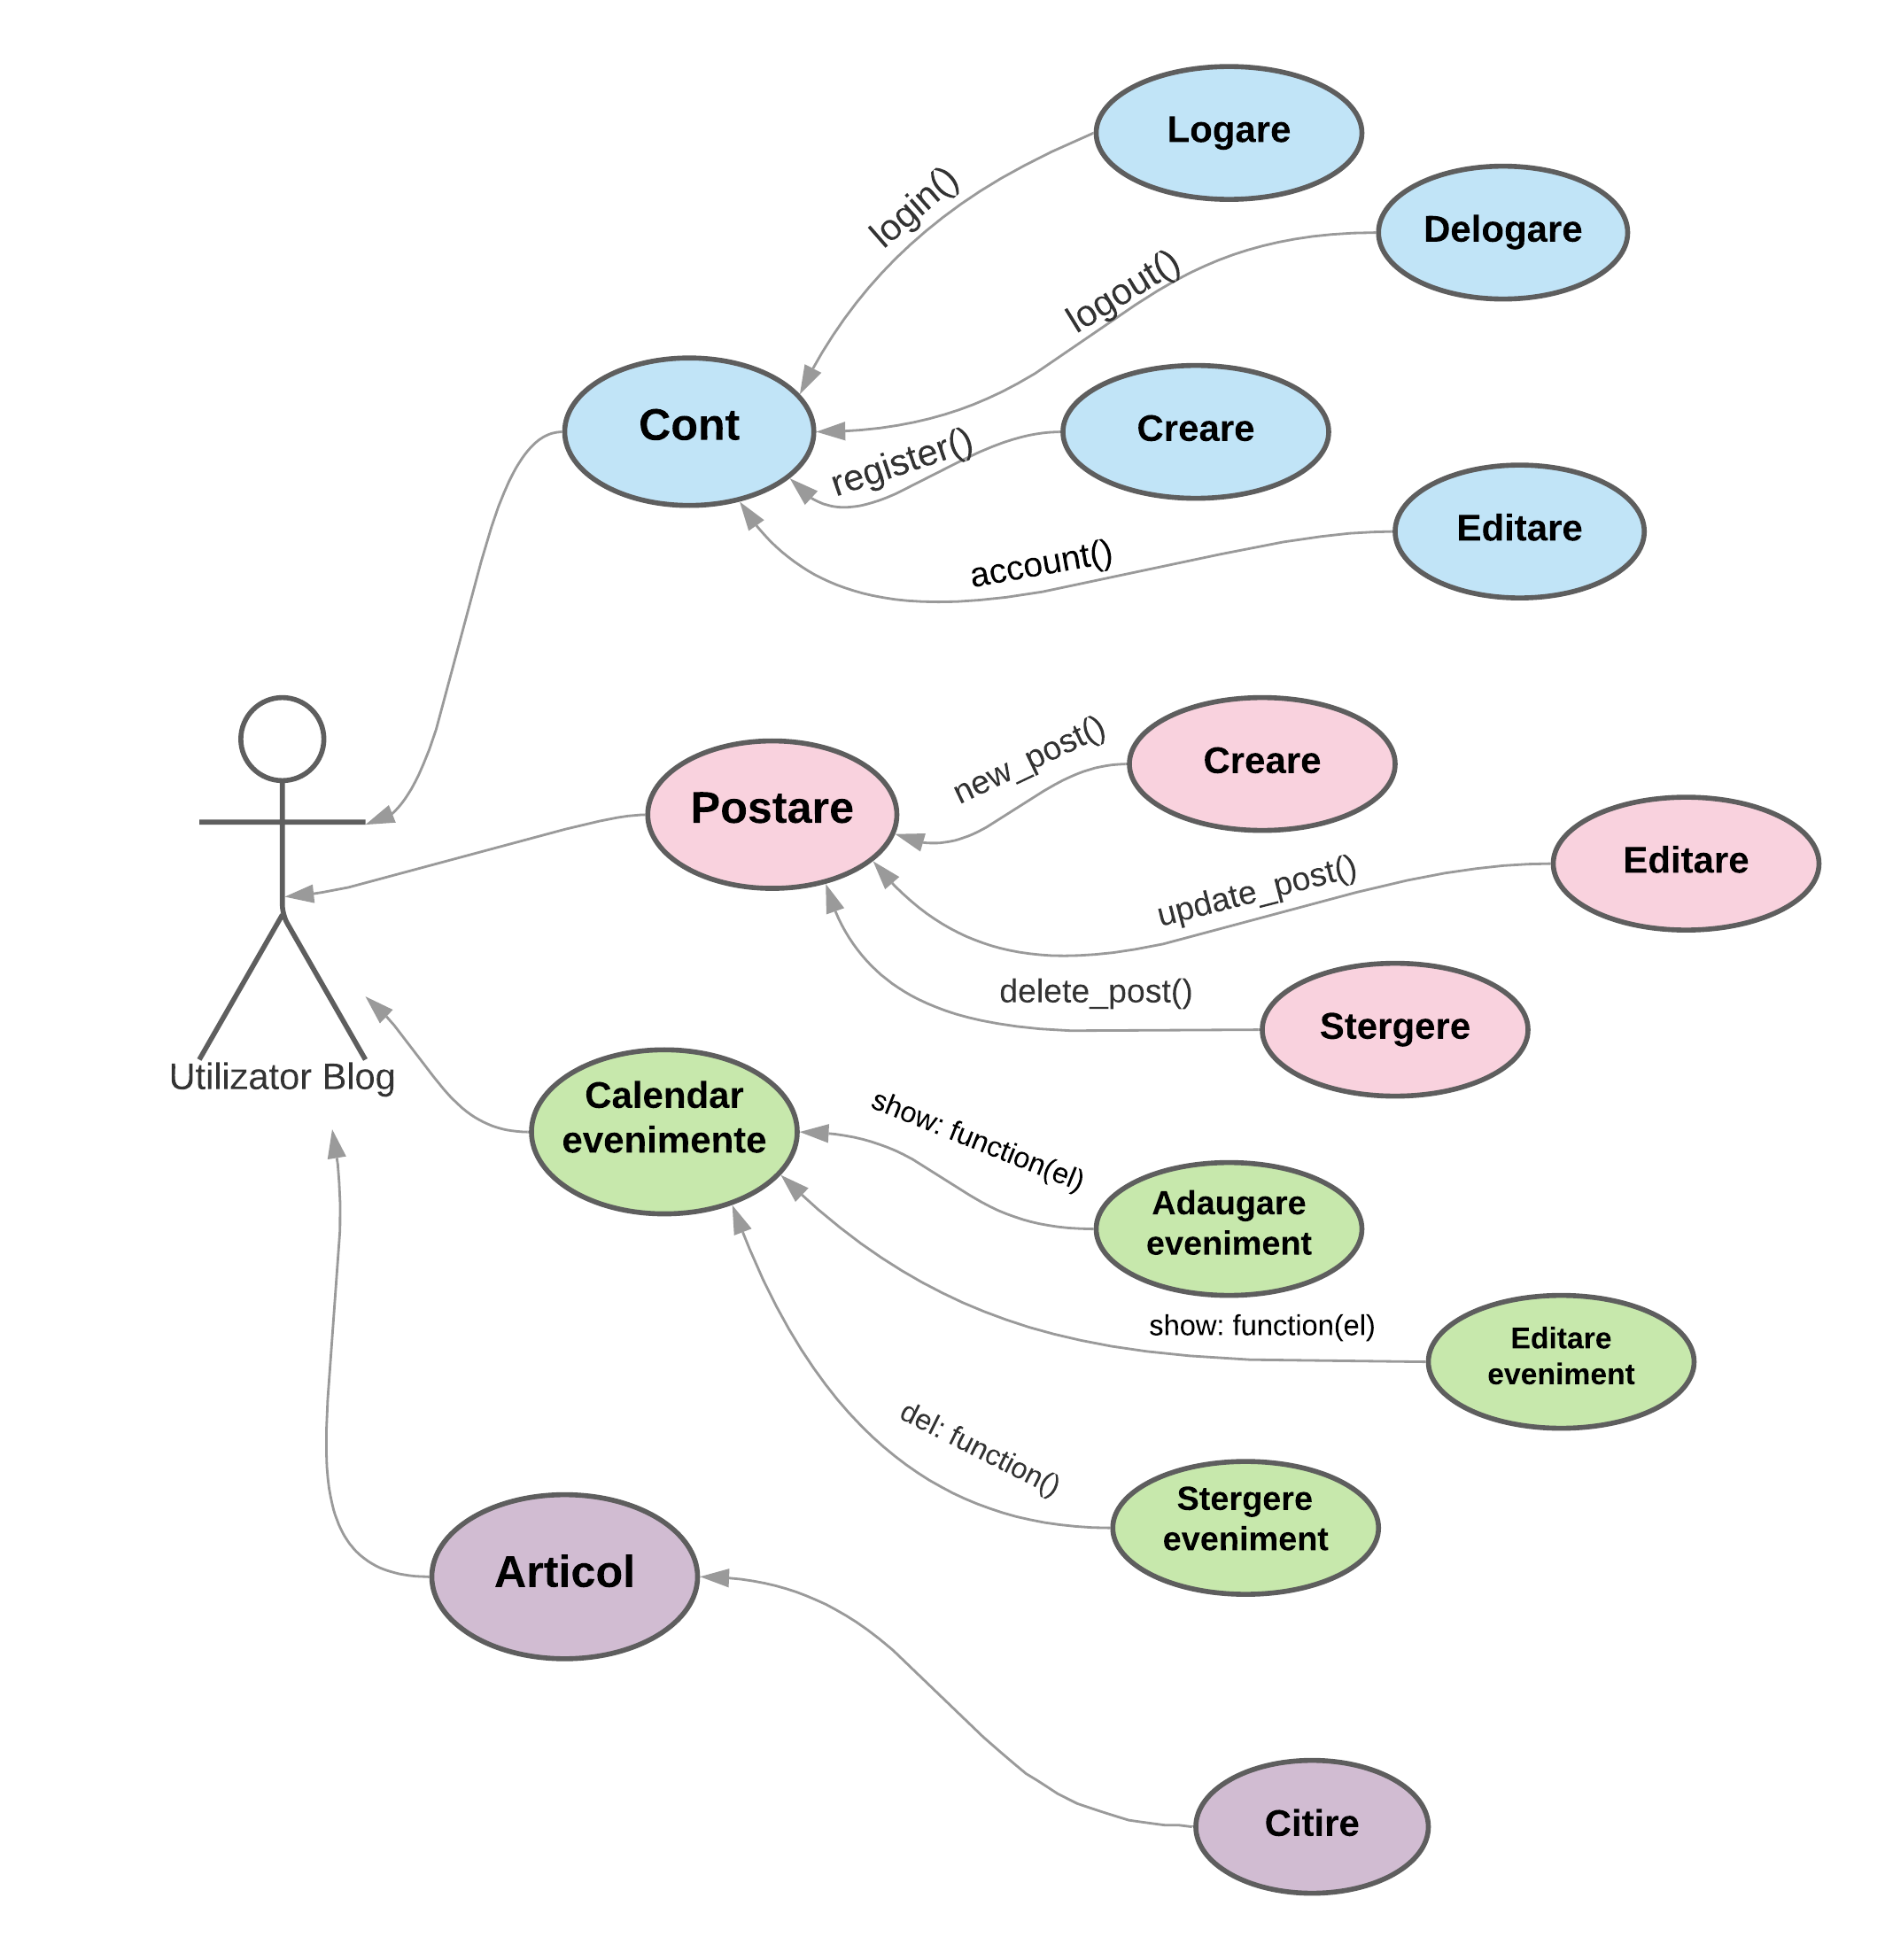 Logare
login()
Delogare
logout()
Cont
Creare
register()
Editare
account()
Creare
new_post()
Postare
Editare
update_post()
Stergere
delete_post()
Utilizator Blog
Calendar
evenimente
show: function(el)
Adaugare
eveniment
show: function(el)
Editare
eveniment
del: function()
Stergere
eveniment
Articol
Citire